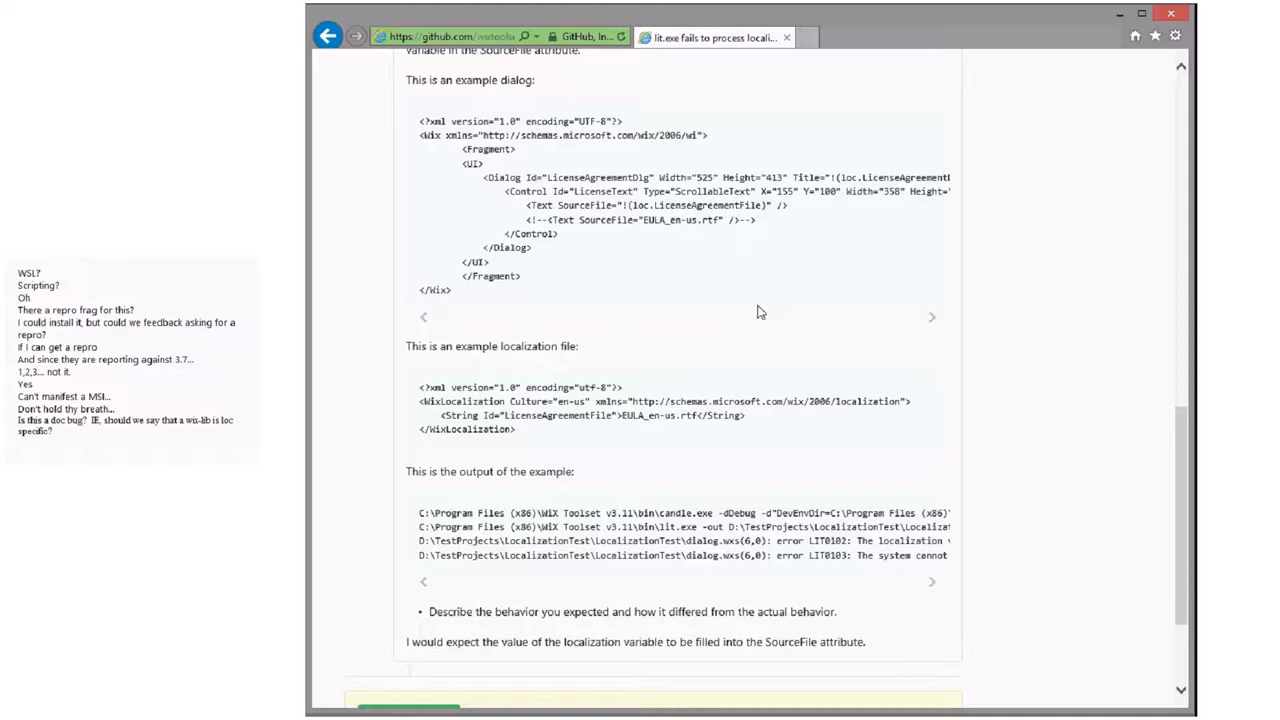 WSL?
Scripting?
Oh
There a repro frag for this?
I could install it, but could we feedback asking for a
repro?
If I can get a repro
And since they are reporting against 3.7...
1,2,3... not it.
Yes
Can't manifest a MSI...
Don't hold thy breath...
Is this a doc bug?  IE, should we say that a wix-lib is loc
specific?
https://github.com/wixtoolse
GitHub, In...
lit.exe fails to process locali...
variable in the SourceFile attribute.
This is an example dialog:
<?xml version="1.0" encoding="UTF-8"?>
<Wix xmlns="http://schemas.microsoft.com/wix/2006/wi">
<Fragment>
<UI>
<Dialog Id="LicenseAgreementDlg" Width="525" Height="413" Title="!(loc.LicenseAgreement
<Control Id="LicenseText" Type="ScrollableText" X="155" Y="100" Width="358" Height=
<Text SourceFile="!(loc.LicenseAgreementFile)" />
<!--<Text SourceFile="EULA_en-us.rtf" />-->
</Control>
</Dialog>
</UI>
</Fragment>
</Wix>
This is an example localization file:
<?xml version="1.0" encoding="utf-8"?>
<WixLocalization Culture="en-us" xmlns="http://schemas.microsoft.com/wix/2006/localization">
<String Id="LicenseAgreementFile">EULA_en-us.rtf</String>
</WixLocalization>
This is the output of the example:
C:\Program Files (x86)\WiX Toolset v3.11\bin\candle.exe -dDebug -d"DevEnvDir=C:\Program Files (x86)\
C:\Program Files (x86)\WiX Toolset v3.11\bin\lit.exe -out D:\TestProjects\LocalizationTest\Localizat
D:\TestProjects\LocalizationTest\LocalizationTest\dialog.wxs(6,0): error LIT0102: The localization
D:\TestProjects\LocalizationTest\LocalizationTest\dialog.wxs(6,0): error LIT0103: The system cannot
• Describe the behavior you expected and how it differed from the actual behavior.
I would expect the value of the localization variable to be filled into the SourceFile attribute.